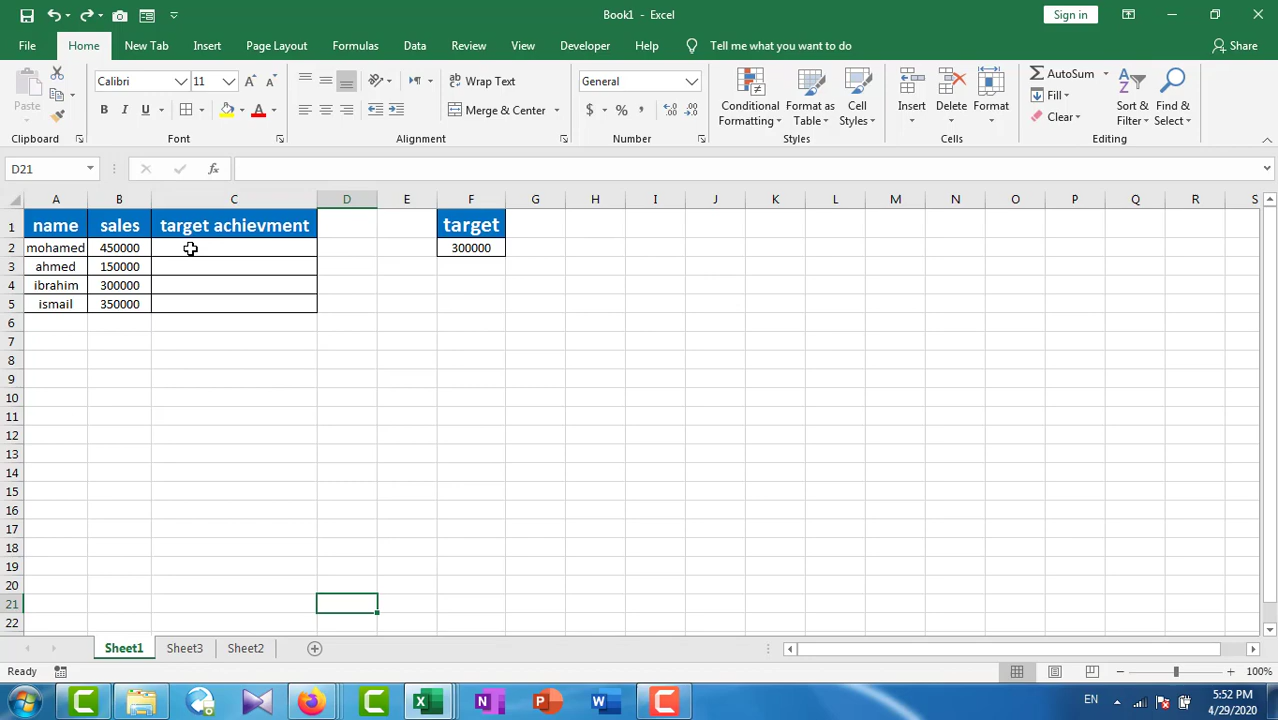 Book1 - Excel
Sign in
File Home New Tab Insert Page Layout Formulas Data Review View Developer Help Tell me what you want to do Share
Paste
Calibri 11
B I U
Wrap Text
Merge & Center
General
$ % ,
Conditional Formatting
Format as Table
Cell Styles
Insert
Delete
Format
AutoSum
Fill
Clear
Sort & Filter
Find & Select
Clipboard Font Alignment Number Styles Cells Editing
D21 fx
A B C D E F G H I J K L M N O P Q R S
1 name sales target achievment target
2 mohamed 450000 300000
3 ahmed 150000
4 ibrahim 300000
5 ismail 350000
6
7
8
9
10
11
12
13
14
15
16
17
18
19
20
21
22
Sheet1 Sheet3 Sheet2
Ready 100%
EN 5:52 PM
4/29/2020